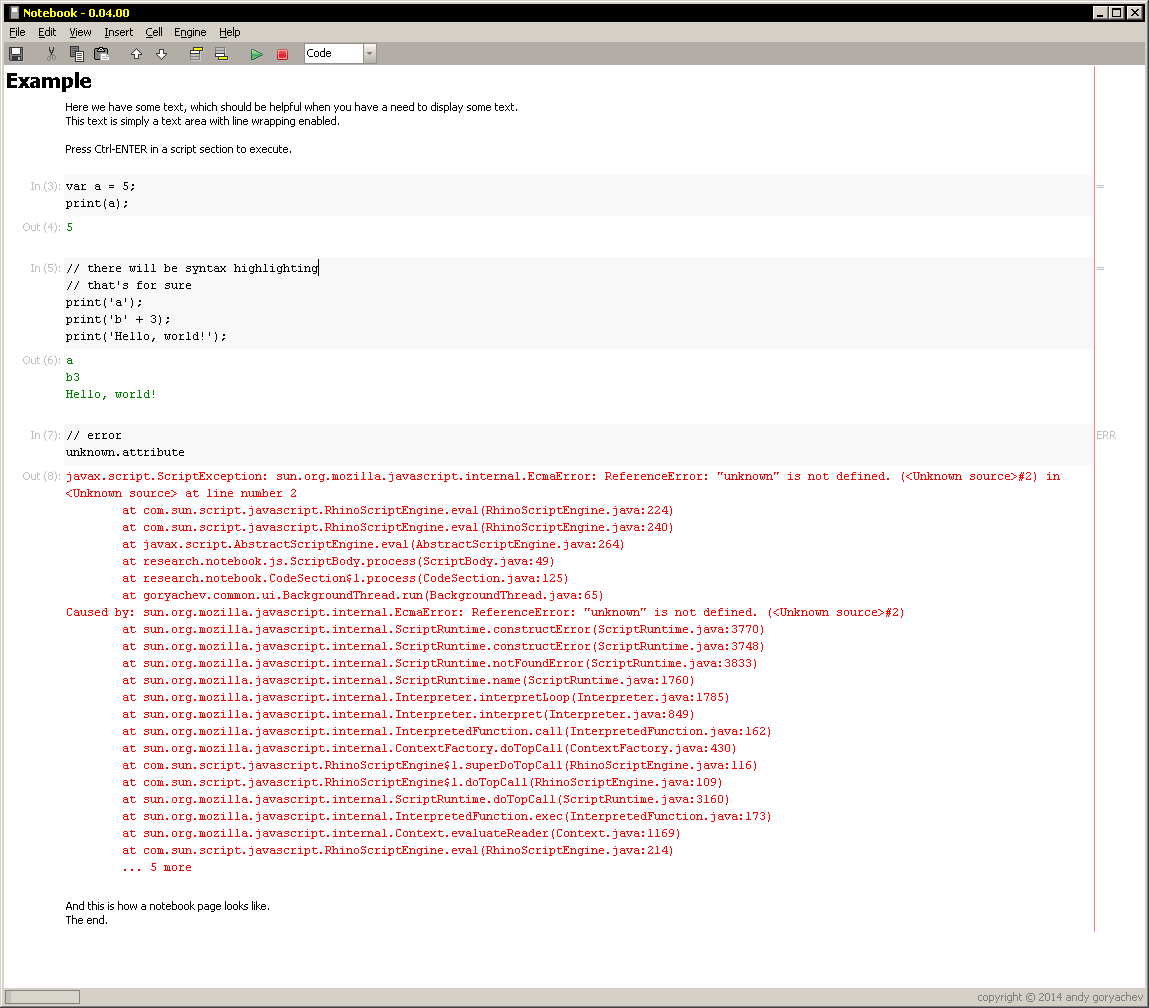 Notebook - 0.04.00
File Edit View Insert Cell Engine Help
Code
Example
Here we have some text, which should be helpful when you have a need to display some text.
This text is simply a text area with line wrapping enabled.
Press Ctrl-ENTER in a script section to execute.
In (3): var a = 5; =
print(a);
Out (4): 5
In (5): // there will be syntax highlighting =
// that's for sure
print('a');
print('b' + 3);
print('Hello, world!');
Out (6): a
b3
Hello, world!
In (7): // error ERR
unknown.attribute
Out (8): javax.script.ScriptException: sun.org.mozilla.javascript.internal.EcmaError: ReferenceError: "unknown" is not defined. (<Unknown source>#2) in
<Unknown source> at line number 2
at com.sun.script.javascript.RhinoScriptEngine.eval(RhinoScriptEngine.java:224)
at com.sun.script.javascript.RhinoScriptEngine.eval(RhinoScriptEngine.java:240)
at javax.script.AbstractScriptEngine.eval(AbstractScriptEngine.java:264)
at research.notebook.js.ScriptBody.process(ScriptBody.java:49)
at research.notebook.CodeSection$1.process(CodeSection.java:125)
at goryachev.common.ui.BackgroundThread.run(BackgroundThread.java:65)
Caused by: sun.org.mozilla.javascript.internal.EcmaError: ReferenceError: "unknown" is not defined. (<Unknown source>#2)
at sun.org.mozilla.javascript.internal.ScriptRuntime.constructError(ScriptRuntime.java:3770)
at sun.org.mozilla.javascript.internal.ScriptRuntime.constructError(ScriptRuntime.java:3748)
at sun.org.mozilla.javascript.internal.ScriptRuntime.notFoundError(ScriptRuntime.java:3833)
at sun.org.mozilla.javascript.internal.ScriptRuntime.name(ScriptRuntime.java:1760)
at sun.org.mozilla.javascript.internal.Interpreter.interpretLoop(Interpreter.java:1785)
at sun.org.mozilla.javascript.internal.Interpreter.interpret(Interpreter.java:849)
at sun.org.mozilla.javascript.internal.InterpretedFunction.call(InterpretedFunction.java:162)
at sun.org.mozilla.javascript.internal.ContextFactory.doTopCall(ContextFactory.java:430)
at com.sun.script.javascript.RhinoScriptEngine$1.superDoTopCall(RhinoScriptEngine.java:116)
at com.sun.script.javascript.RhinoScriptEngine$1.doTopCall(RhinoScriptEngine.java:109)
at sun.org.mozilla.javascript.internal.ScriptRuntime.doTopCall(ScriptRuntime.java:3160)
at sun.org.mozilla.javascript.internal.InterpretedFunction.exec(InterpretedFunction.java:173)
at sun.org.mozilla.javascript.internal.Context.evaluateReader(Context.java:1169)
at com.sun.script.javascript.RhinoScriptEngine.eval(RhinoScriptEngine.java:214)
... 5 more
And this is how a notebook page looks like.
The end.
copyright © 2014 andy goryachev